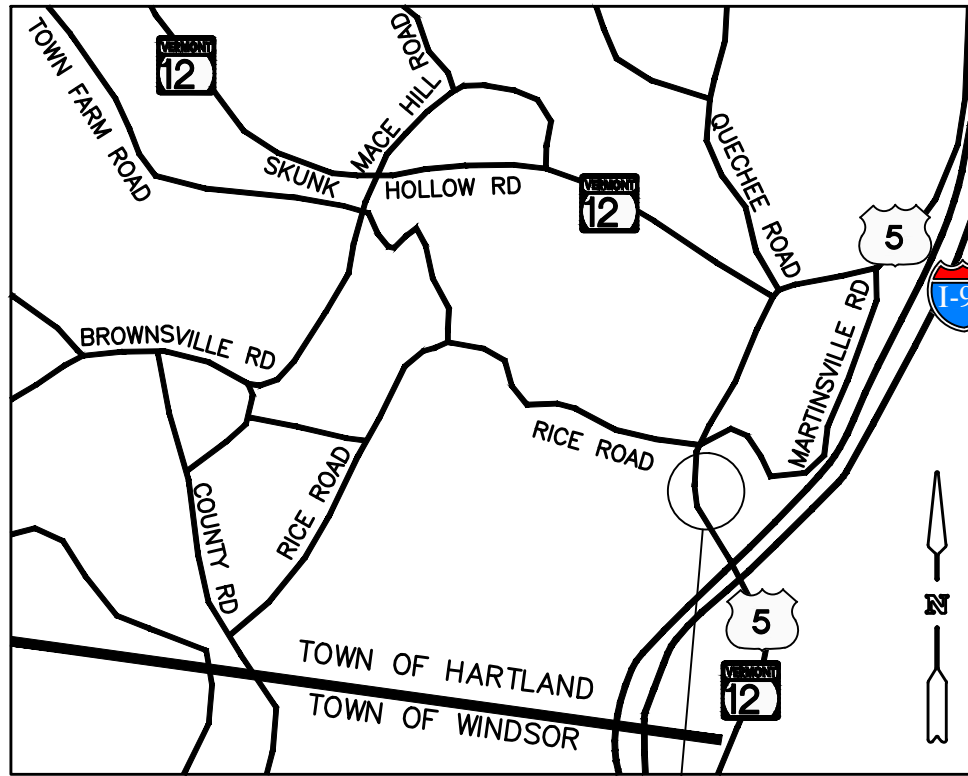 TOWN FARM ROAD
VERMONT
12
MACE HILL
ROAD
SKUNK HOLLOW RD
VERMONT
12
QUECHEE ROAD
5
I-9
MARTINSVILLE RD
BROWNSVILLE RD
RICE ROAD
RICE ROAD
COUNTY RD
N
5
VERMONT
12
TOWN OF HARTLAND
TOWN OF WINDSOR